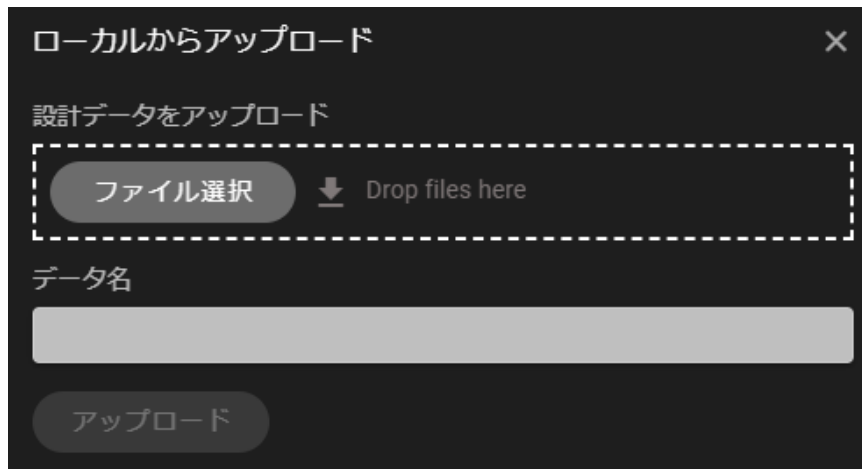 ローカルからアップロード
設計データをアップロード
ファイル選択 Drop files here
データ名
アップロード